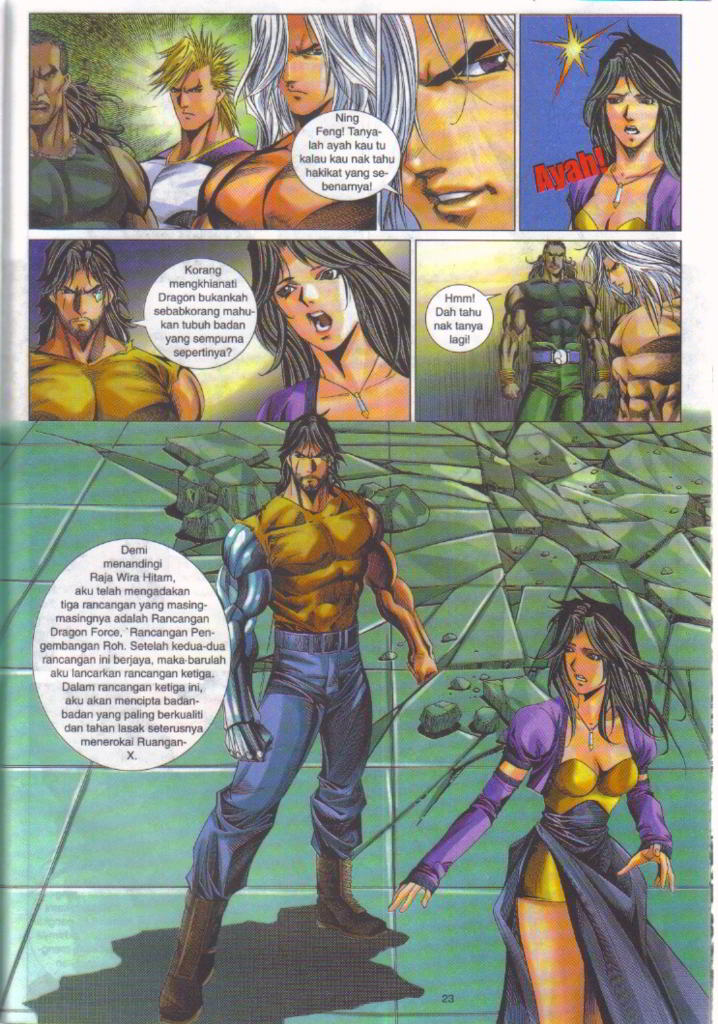 Ning
Feng! Tanya-
lah ayah kau tu
kalau kau nak tahu
hakikat yang se-
benarnya!
Ayah!
Korang
mengkhianati
Dragon bukankah
sebabkorang mahu-
kan tubuh badan
yang sempurna
sepertinya?
Hmm!
Dah tahu
nak tanya
lagi!
Demi
menandingi
Raja Wira Hitam,
aku telah mengadakan
tiga rancangan yang masing-
masingnya adalah Rancangan
Dragon Force, `Rancangan Pen-
gembangan Roh. Setelah kedua-dua
rancangan ini berjaya, maka-barulah
aku lancarkan rancangan ketiga.
Dalam rancangan ketiga ini,
aku akan mencipta badan-
badan yang paling berkualiti
dan tahan lasak seterusnya
menerokai Ruangan-
X.
23